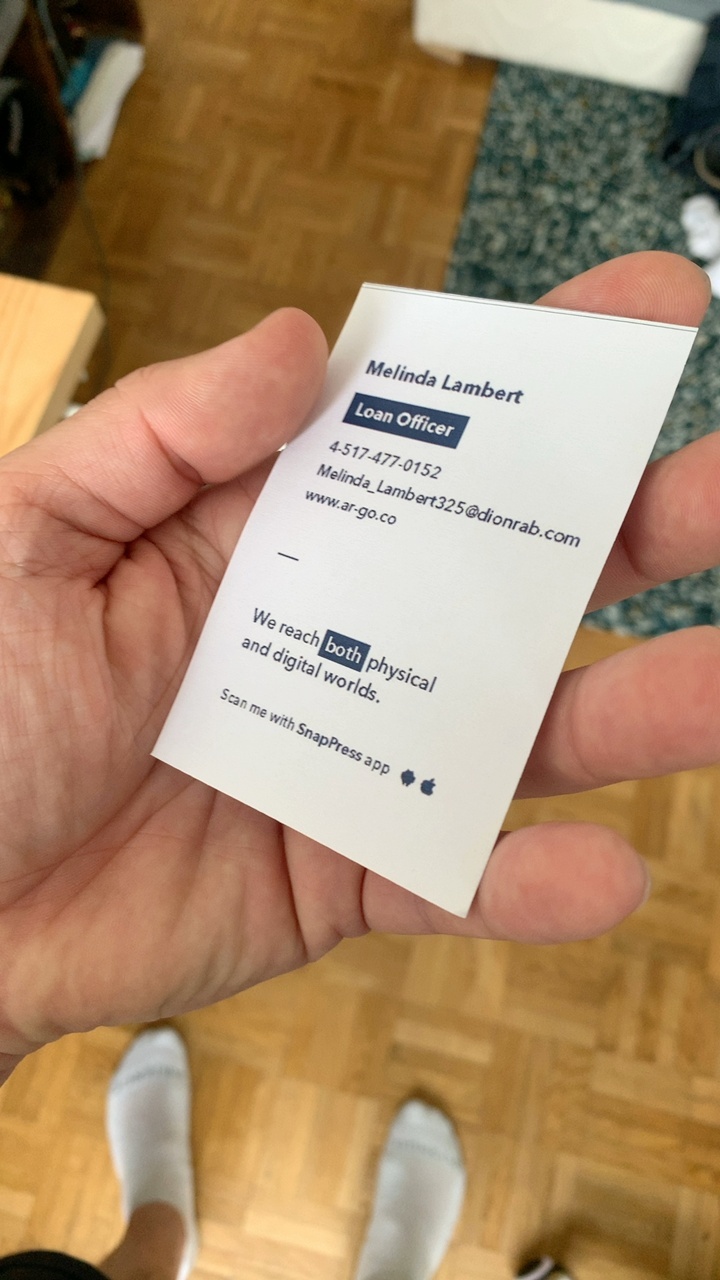 Melinda Lambert
Loan Officer
4-517-477-0152
Melinda_Lambert325@dionrab.com
www.ar-go.co
—
We reach both physical
and digital worlds.
Scan me with SnapPress app